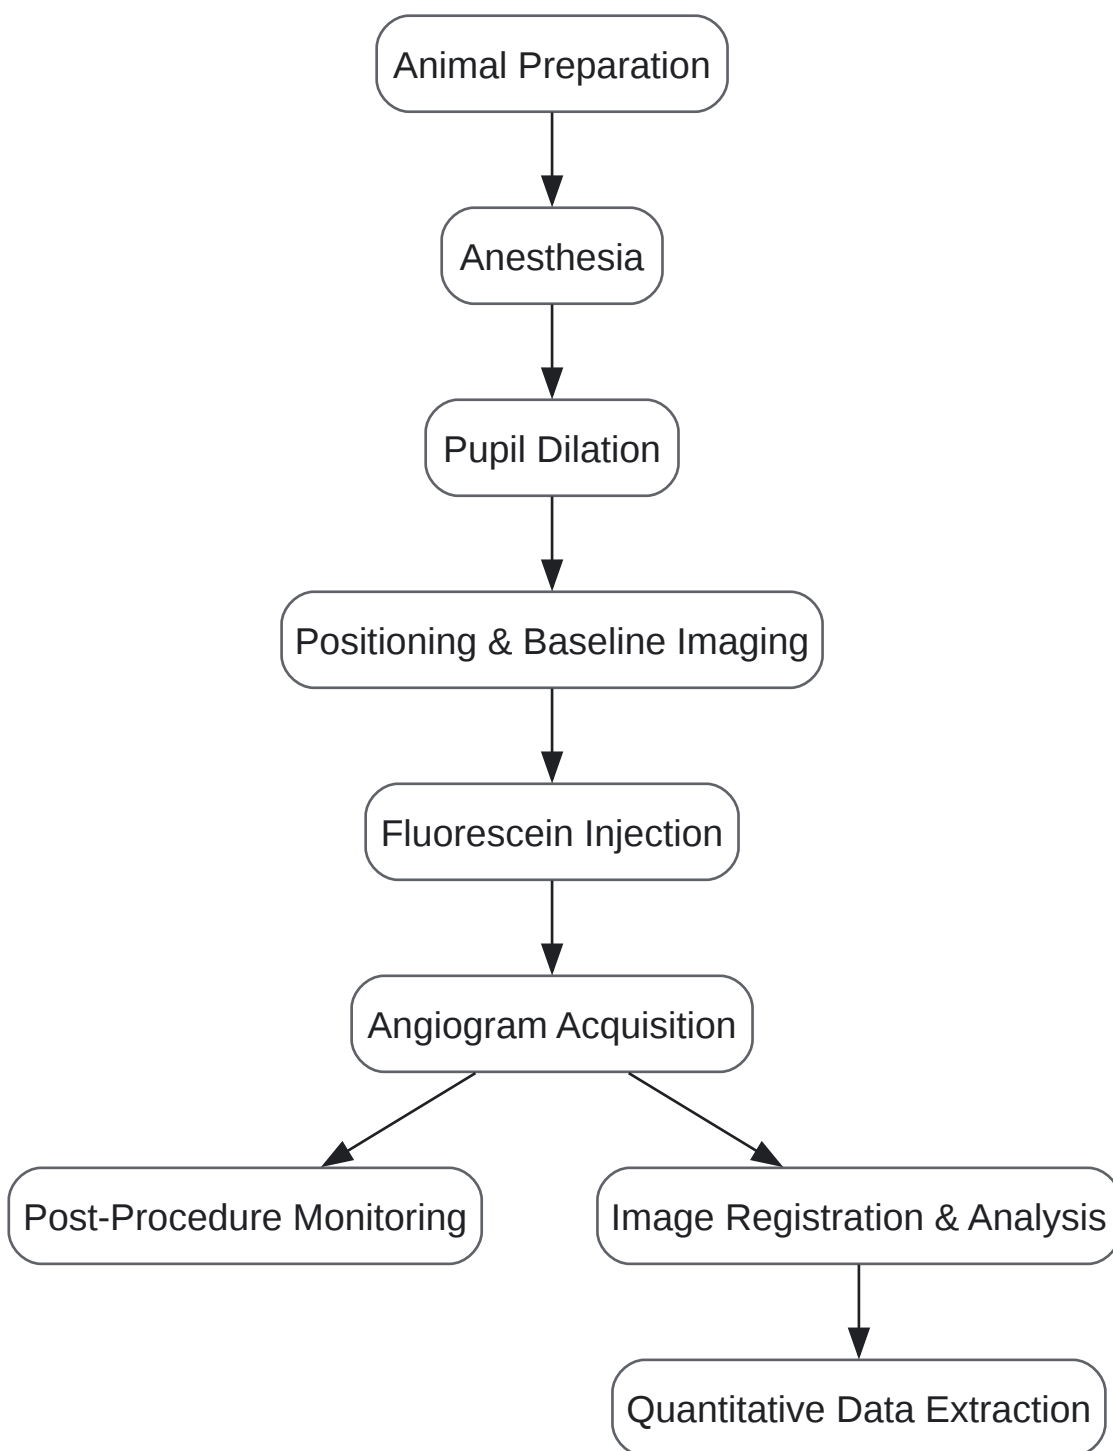 Animal Preparation
Anesthesia
Pupil Dilation
Positioning & Baseline Imaging
Fluorescein Injection
Angiogram Acquisition
Post-Procedure Monitoring
Image Registration & Analysis
Quantitative Data Extraction